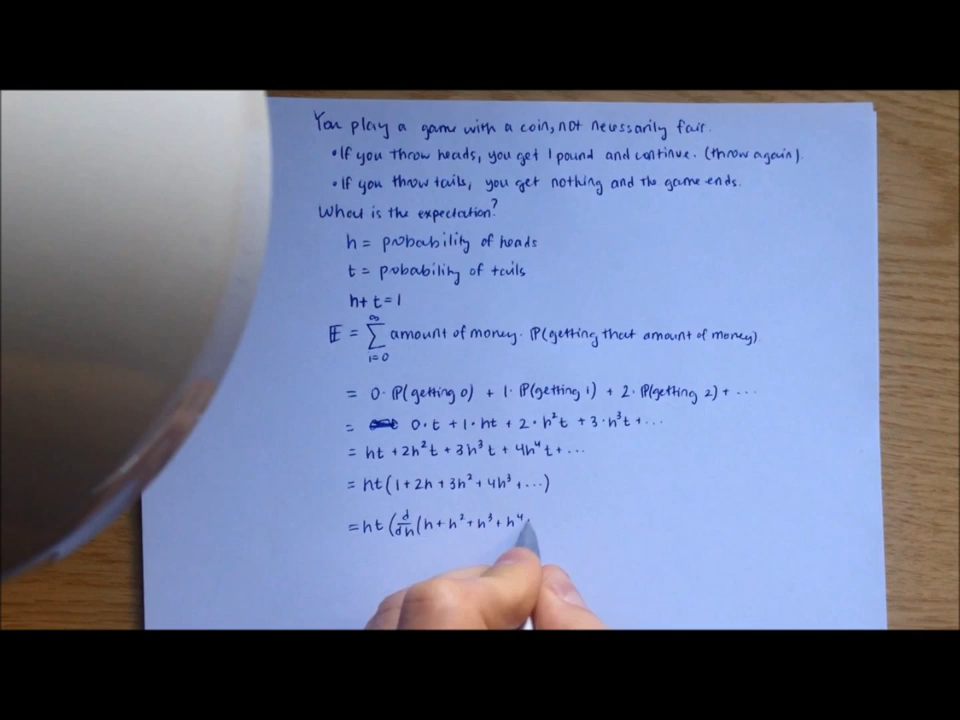 You play a game with a coin, not necessarily fair.
• If you throw heads, you get 1 pound and continue. (throw again).
• If you throw tails, you get nothing and the game ends.
What is the expectation?
h = probability of heads
t = probability of tails
h + t = 1
𝔼 = ∑_{i=0}^{∞} amount of money · ℙ(getting that amount of money)
= 0 · ℙ(getting 0) + 1 · ℙ(getting 1) + 2 · ℙ(getting 2) + ...
= 0·t + 1·ht + 2·h²t + 3·h³t + ...
= ht + 2h²t + 3h³t + 4h⁴t + ...
= ht(1 + 2h + 3h² + 4h³ + ...)
= ht (d/dh (h + h² + h³ + h⁴